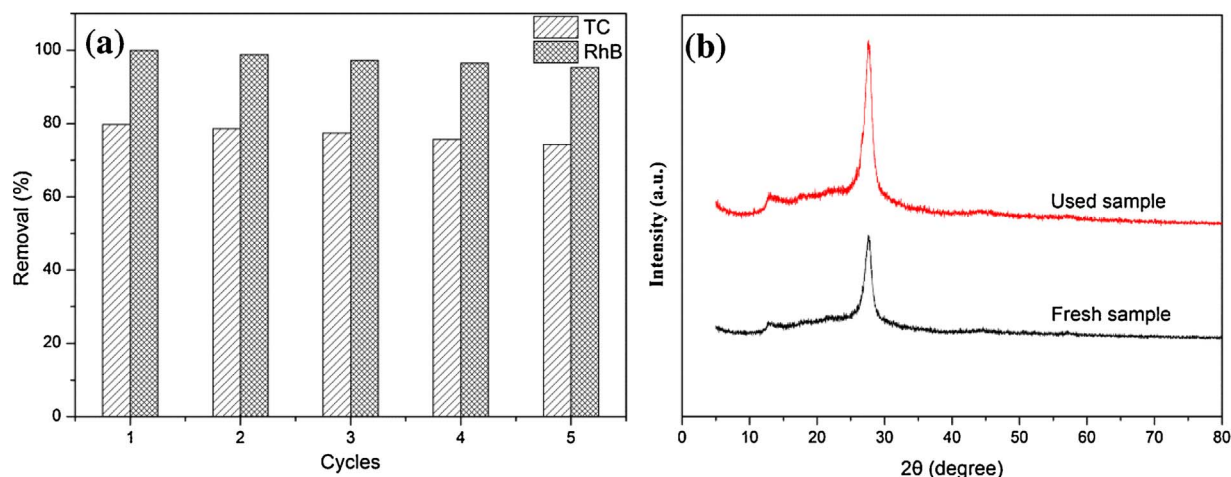 (a)
TC
RhB
100
80
60
40
20
0
Removal (%)
1 2 3 4 5
Cycles
(b)
Used sample
Fresh sample
Intensity (a.u.)
0 10 20 30 40 50 60 70 80
2θ (degree)